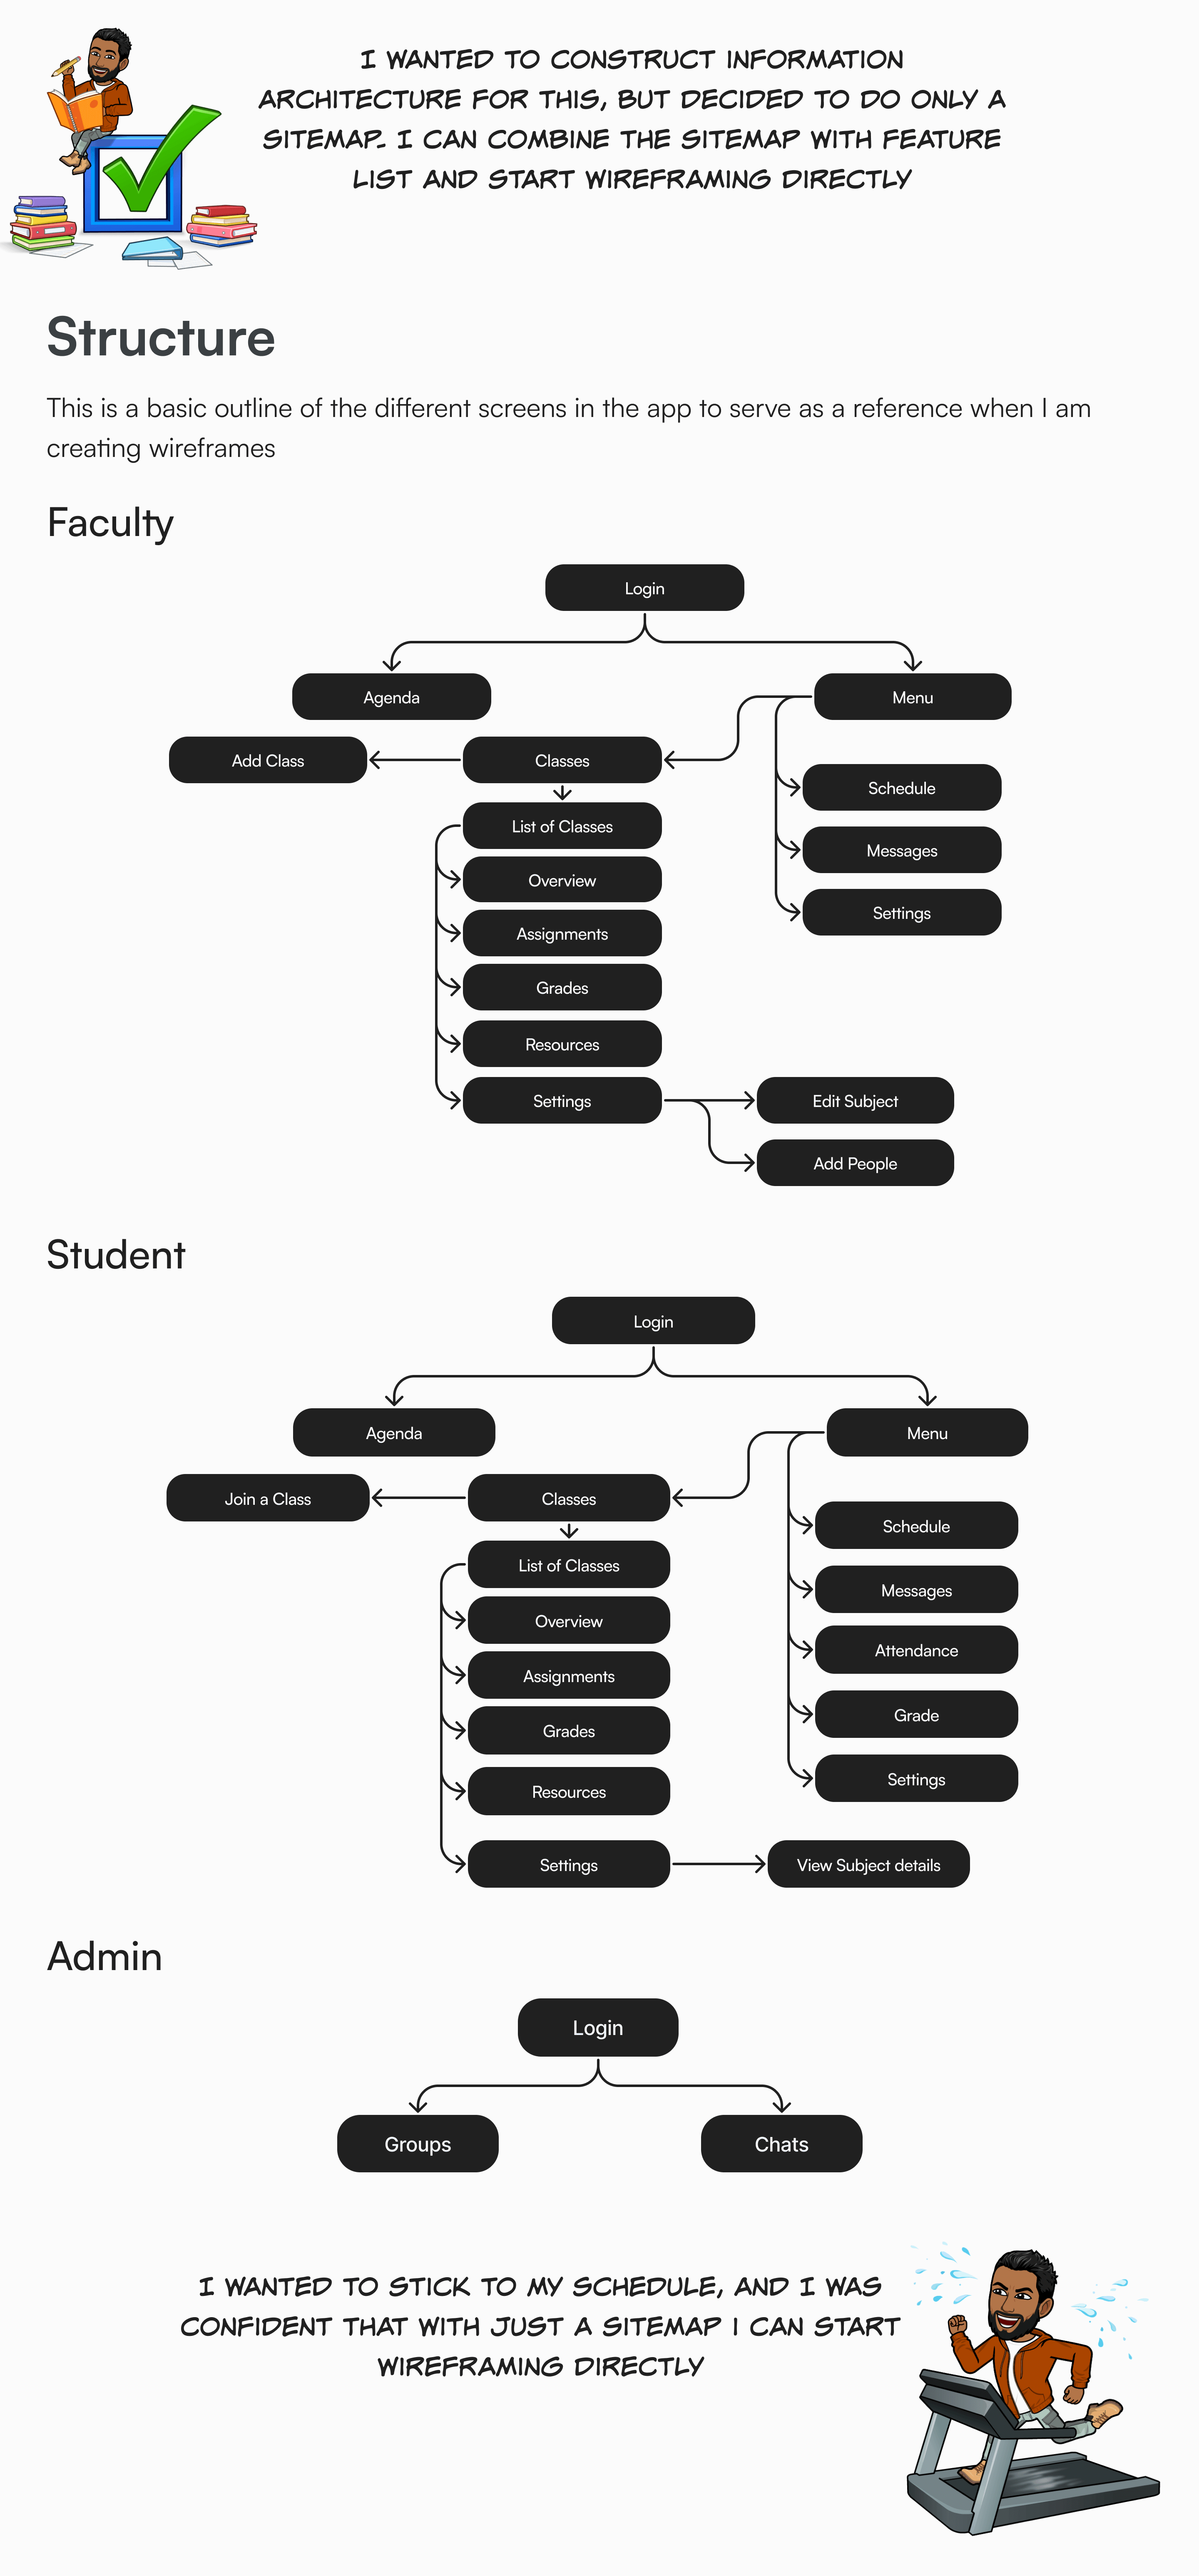 I WANTED TO CONSTRUCT INFORMATION
ARCHITECTURE FOR THIS, BUT DECIDED TO DO ONLY A
SITEMAP. I CAN COMBINE THE SITEMAP WITH FEATURE
LIST AND START WIREFRAMING DIRECTLY
Structure
This is a basic outline of the different screens in the app to serve as a reference when I am
creating wireframes
Faculty
Login
Agenda
Menu
Add Class
Classes
Schedule
List of Classes
Messages
Overview
Settings
Assignments
Grades
Resources
Settings
Edit Subject
Add People
Student
Login
Agenda
Menu
Join a Class
Classes
Schedule
List of Classes
Messages
Overview
Attendance
Assignments
Grade
Grades
Settings
Resources
Settings
View Subject details
Admin
Login
Groups
Chats
I WANTED TO STICK TO MY SCHEDULE, AND I WAS
CONFIDENT THAT WITH JUST A SITEMAP I CAN START
WIREFRAMING DIRECTLY